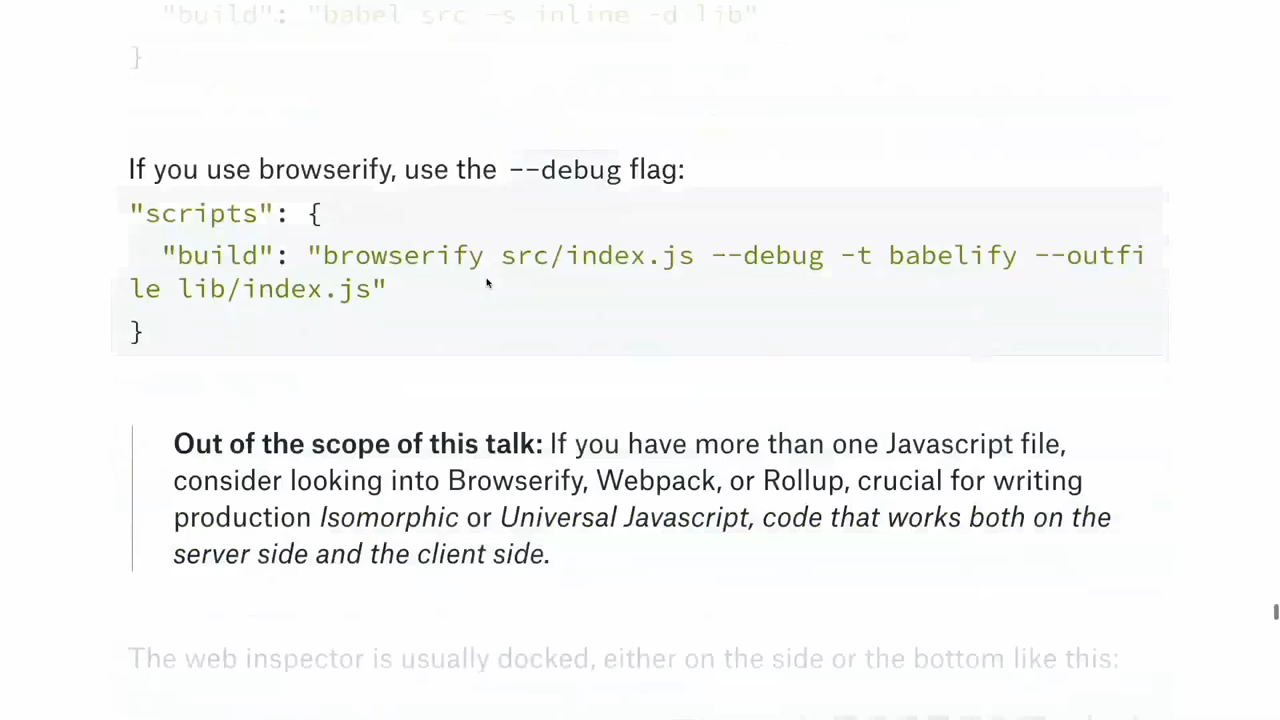 "build": "babel src -s inline -d lib"
}
If you use browserify, use the --debug flag:
"scripts": {
  "build": "browserify src/index.js --debug -t babelify --outfi
le lib/index.js"
}
Out of the scope of this talk: If you have more than one Javascript file,
consider looking into Browserify, Webpack, or Rollup, crucial for writing
production Isomorphic or Universal Javascript, code that works both on the
server side and the client side.
The web inspector is usually docked, either on the side or the bottom like this: